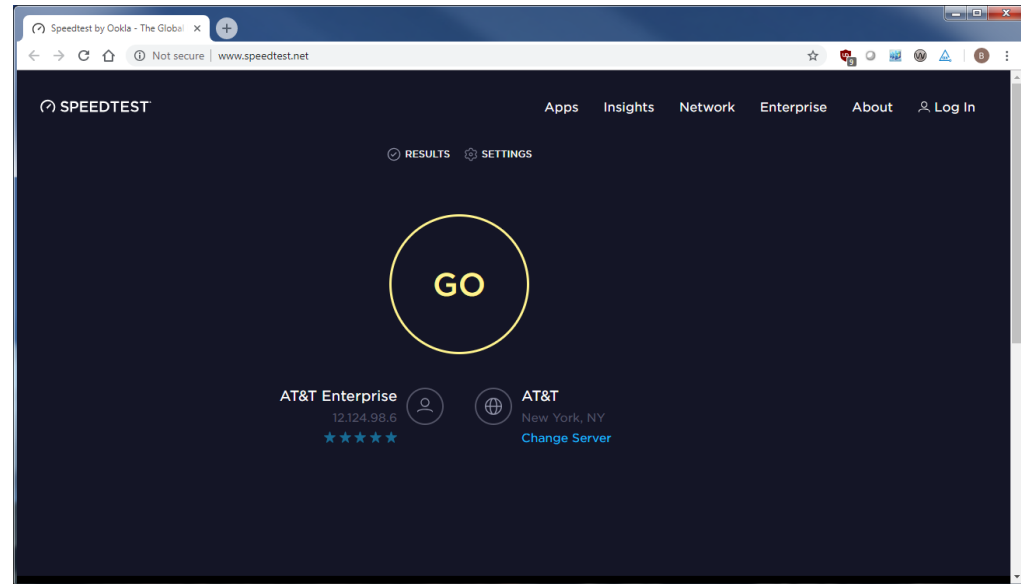 Speedtest by Ookla - The Global
Not secure | www.speedtest.net
9
B
SPEEDTEST
Apps Insights Network Enterprise About Log In
RESULTS SETTINGS
GO
AT&T Enterprise
12.124.98.6
AT&T
New York, NY
Change Server